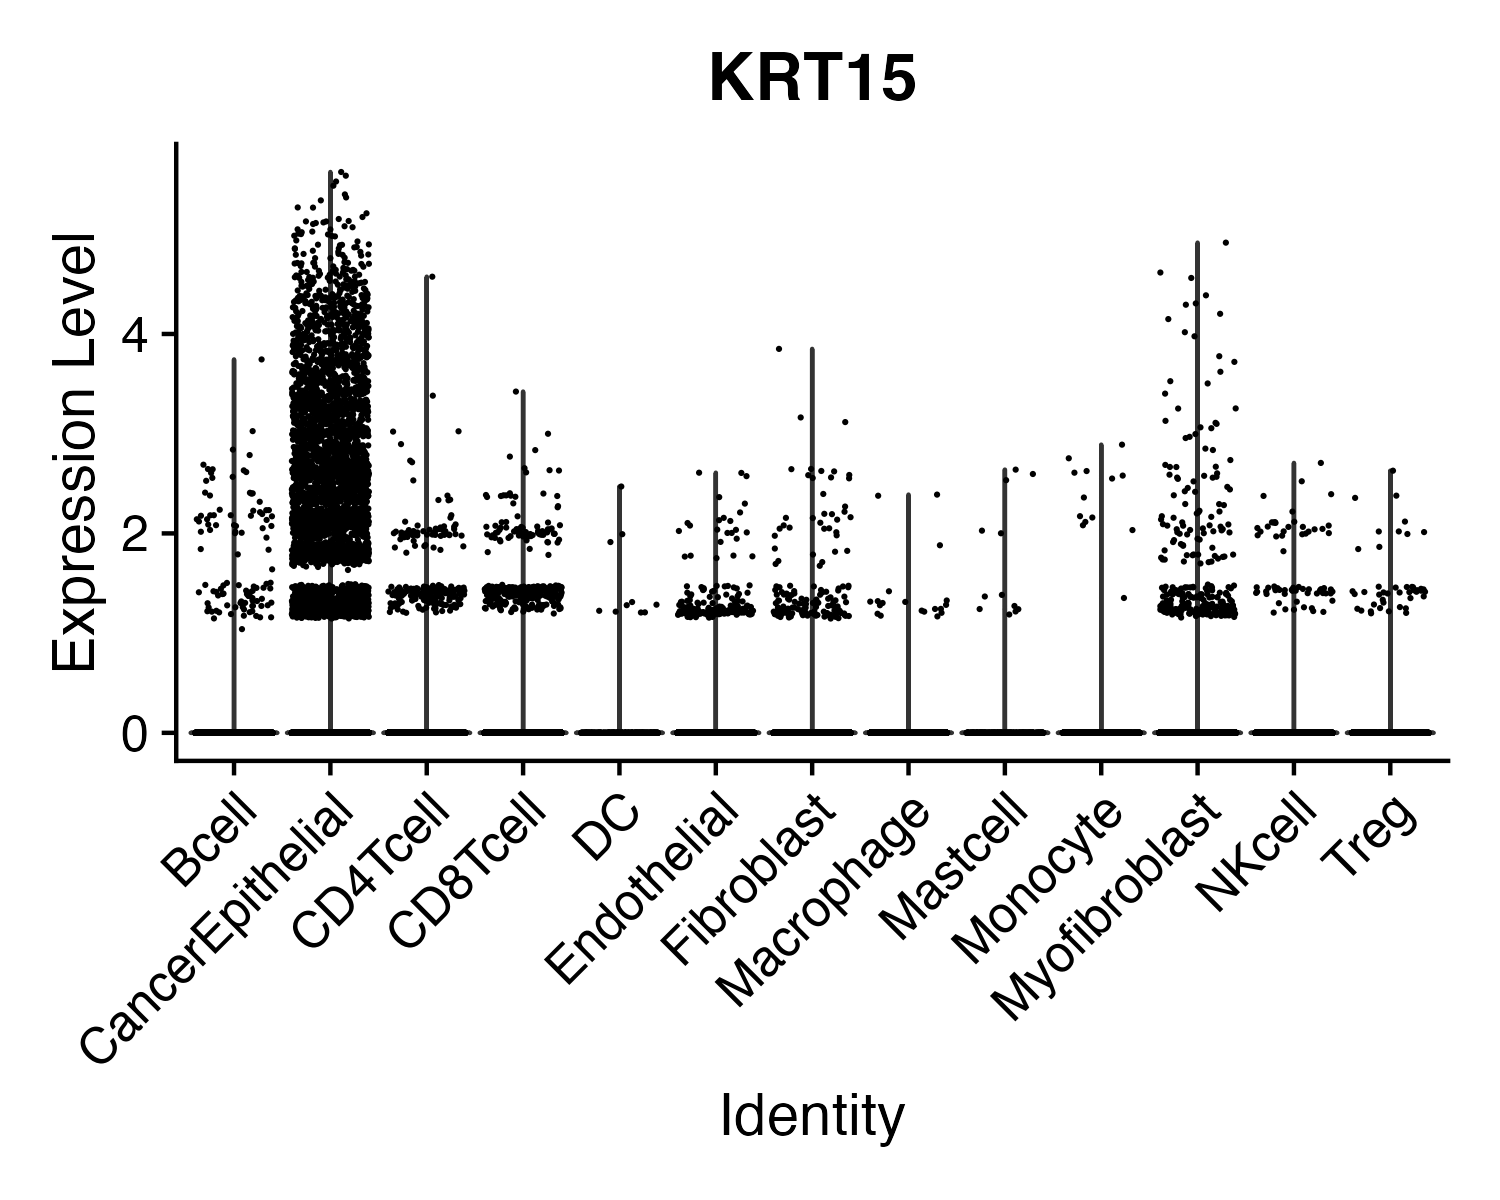 KRT15
Expression Level
4
2
0
Bcell
CancerEpithelial
CD4Tcell
CD8Tcell
DC
Endothelial
Fibroblast
Macrophage
Mastcell
Monocyte
Myofibroblast
NKcell
Treg
Identity